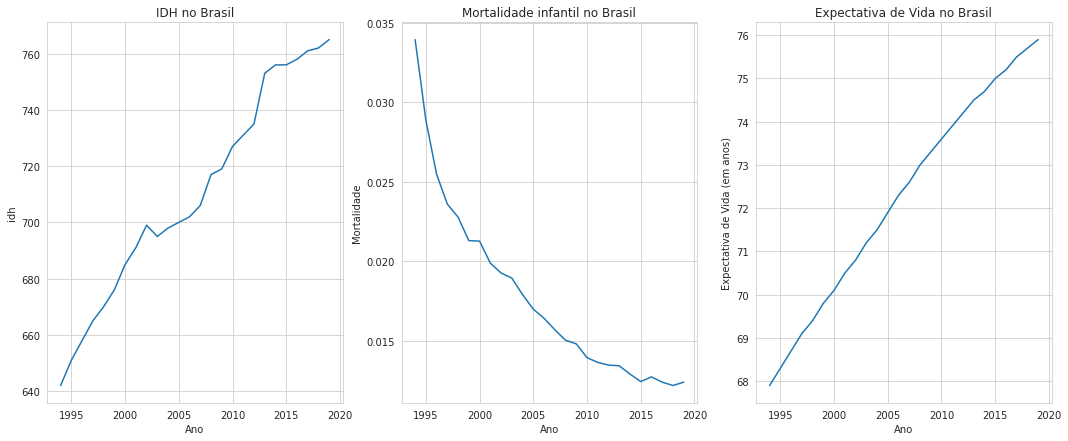 IDH no Brasil
idh
760
740
720
700
680
660
640
1995 2000 2005 2010 2015 2020
Ano
Mortalidade infantil no Brasil
Mortalidade
0.035
0.030
0.025
0.020
0.015
1995 2000 2005 2010 2015 2020
Ano
Expectativa de Vida no Brasil
Expectativa de Vida (em anos)
76
75
74
73
72
71
70
69
68
1995 2000 2005 2010 2015 2020
Ano